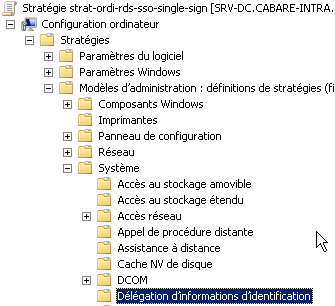 Stratégie strat-ordi-rds-sso-single-sign [SRV-DC.CABARE-INTRA.
Configuration ordinateur
Stratégies
Paramètres du logiciel
Paramètres Windows
Modèles d'administration : définitions de stratégies (fi
Composants Windows
Imprimantes
Panneau de configuration
Réseau
Système
Accès au stockage amovible
Accès au stockage étendu
Accès réseau
Appel de procédure distante
Assistance à distance
Cache NV de disque
DCOM
Délégation d'informations d'identification